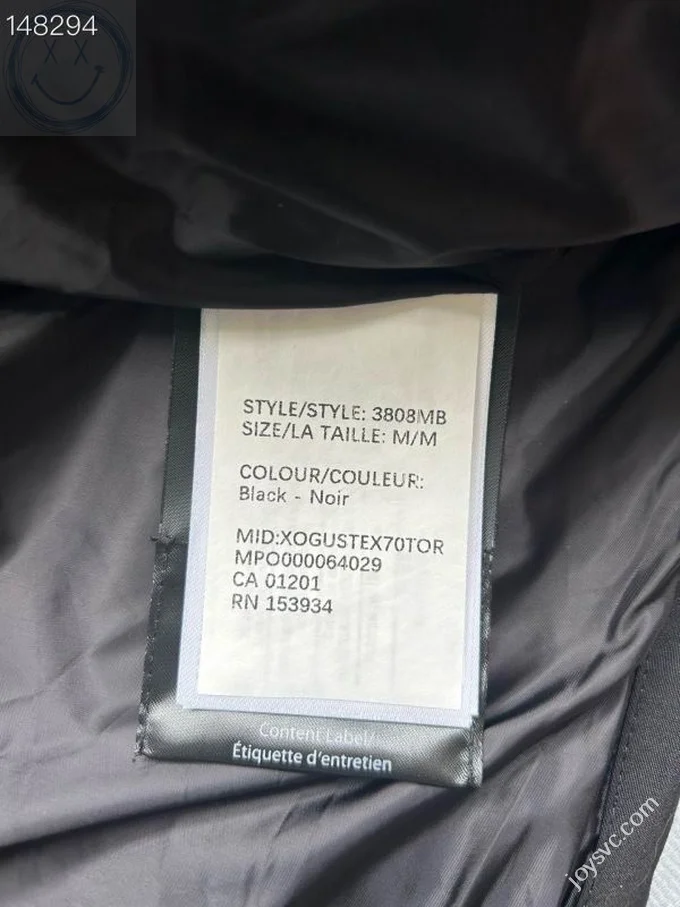 148294
STYLE/STYLE: 3808MB
SIZE/LA TAILLE: M/M
COLOUR/COULEUR:
Black - Noir
MID:XOGUSTEX70TOR
MPO000064029
CA 01201
RN 153934
Content Label/
Étiquette d'entretien
joysvc.com